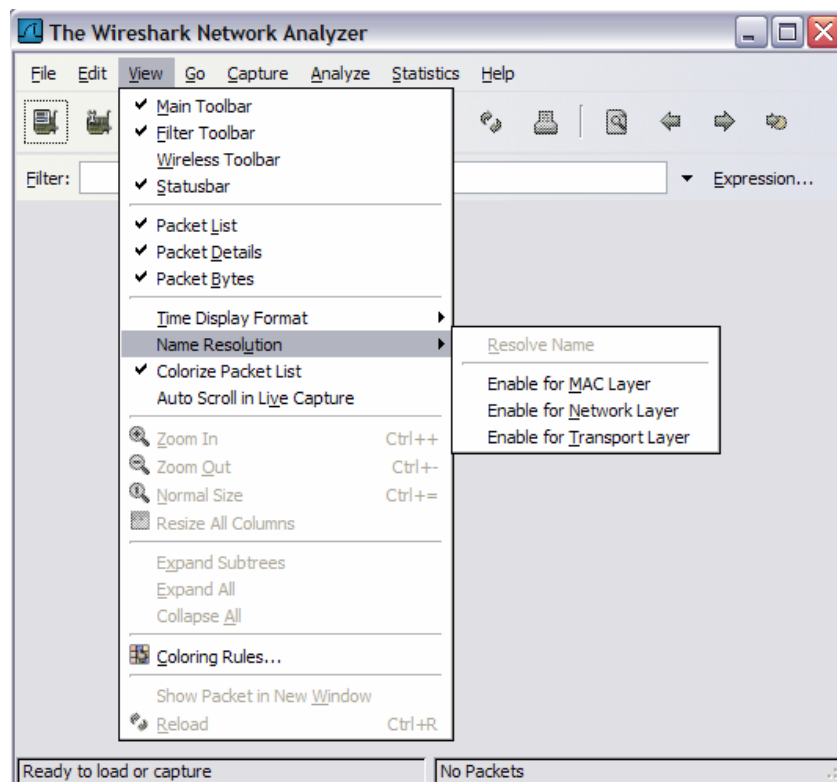 The Wireshark Network Analyzer
File Edit View Go Capture Analyze Statistics Help
Filter: Expression...
Main Toolbar
Filter Toolbar
Wireless Toolbar
Statusbar
Packet List
Packet Details
Packet Bytes
Time Display Format
Name Resolution
Colorize Packet List
Auto Scroll in Live Capture
Zoom In Ctrl++
Zoom Out Ctrl+-
Normal Size Ctrl+=
Resize All Columns
Expand Subtrees
Expand All
Collapse All
Coloring Rules...
Show Packet in New Window
Reload Ctrl+R
Resolve Name
Enable for MAC Layer
Enable for Network Layer
Enable for Transport Layer
Ready to load or capture No Packets